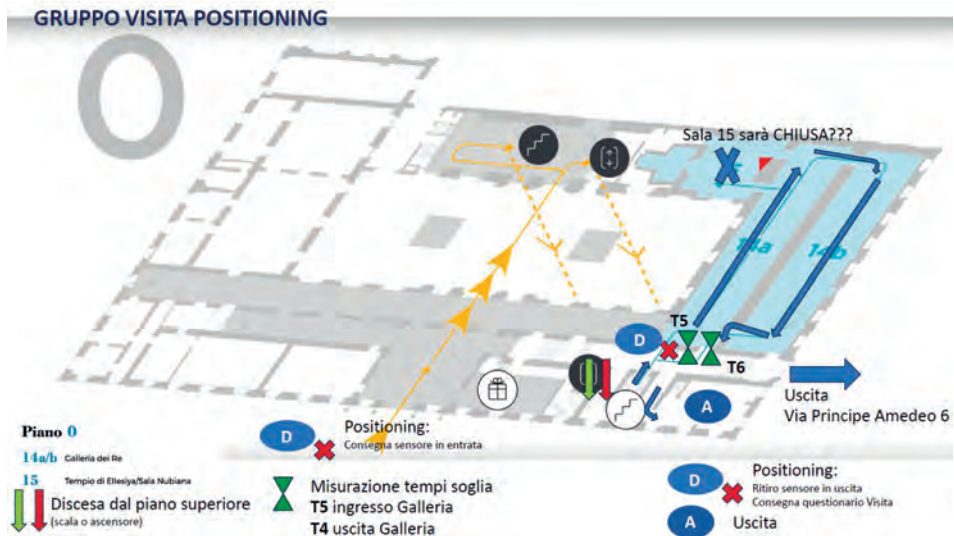 GRUPPO VISITA POSITIONING
O
Sala 15 sarà CHIUSA???
14a
14b
T5
D
T6
A
Uscita
Via Principe Amedeo 6
Piano 0
14a/b Galleria dei Re
15 Tempio di Ellesiya/Sala Nubiana
Discesa dal piano superiore
(scala o ascensore)
D
Positioning:
Consegna sensore in entrata
Misurazione tempi soglia
T5 ingresso Galleria
T4 uscita Galleria
D
Positioning:
Ritiro sensore in uscita
Consegna questionario Visita
A
Uscita